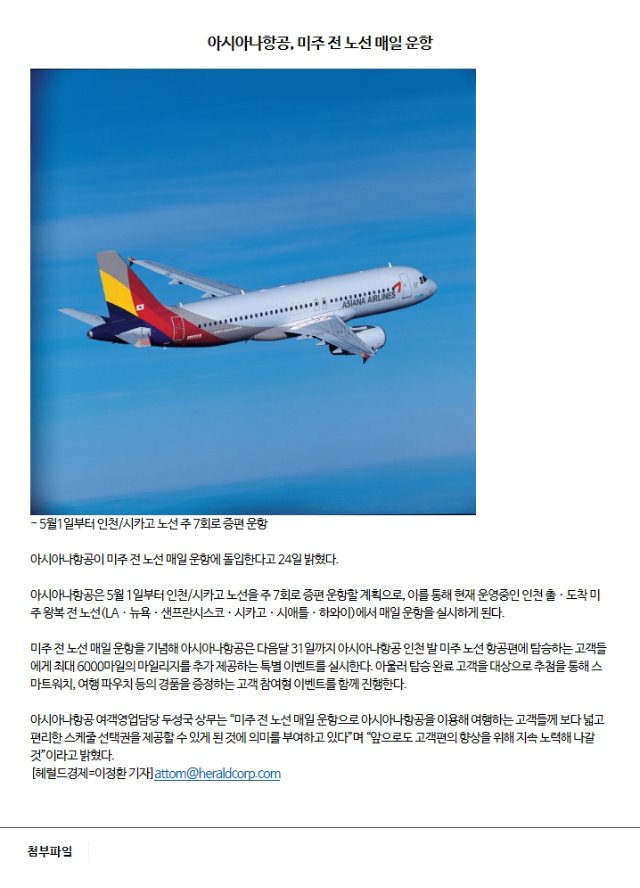 아시아나항공, 미주 전 노선 매일 운항
ASIANA AIRLINES
- 5월1일부터 인천/시카고 노선 주 7회로 증편 운항
아시아나항공이 미주 전 노선 매일 운항에 돌입한다고 24일 밝혔다.
아시아나항공은 5월 1일부터 인천/시카고 노선을 주 7회로 증편 운항할 계획으로, 이를 통해 현재 운영중인 인천 출·도착 미
주 왕복 전 노선(LA·뉴욕·샌프란시스코·시카고·시애틀·하와이)에서 매일 운항을 실시하게 된다.
미주 전 노선 매일 운항을 기념해 아시아나항공은 다음달 31일까지 아시아나항공 인천 발 미주 노선 항공편에 탑승하는 고객들
에게 최대 6000마일의 마일리지를 추가 제공하는 특별 이벤트를 실시한다. 아울러 탑승 완료 고객을 대상으로 추첨을 통해 스
마트워치, 여행 파우치 등의 경품을 증정하는 고객 참여형 이벤트를 함께 진행한다.
아시아나항공 여객영업담당 두성국 상무는 “미주 전 노선 매일 운항으로 아시아나항공을 이용해 여행하는 고객들께 보다 넓고
편리한 스케줄 선택권을 제공할 수 있게 된 것에 의미를 부여하고 있다”며 “앞으로도 고객편의 향상을 위해 지속 노력해 나갈
것”이라고 밝혔다.
[헤럴드경제=이정환 기자] attom@heraldcorp.com
첨부파일